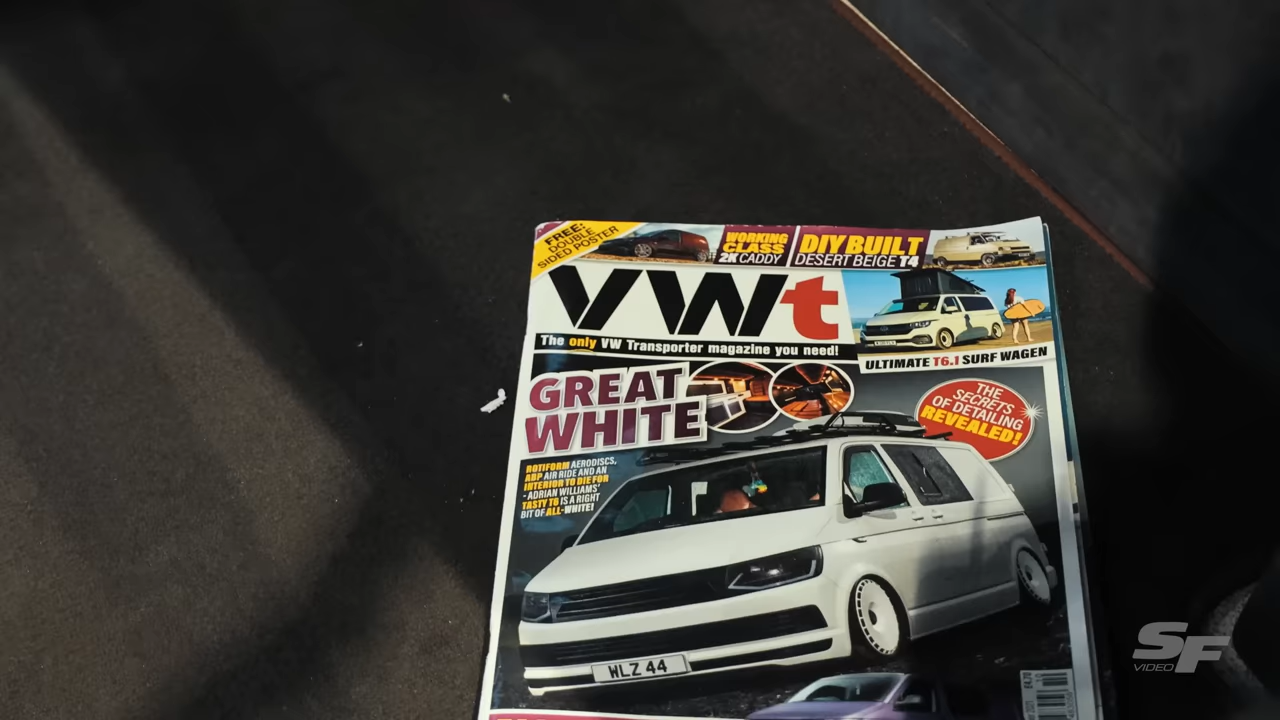 FREE:
DOUBLE
SIDED POSTER
WORKING
CLASS
2K CADDY
DIY BUILT
DESERT BEIGE T4
VWt
The only VW Transporter magazine you need!
ULTIMATE T6.1 SURF WAGEN
GREAT
WHITE
THE
SECRETS
OF DETAILING
REVEALED!
ROTIFORM AERODISCS,
ABP AIR RIDE AND AN
INTERIOR TO DIE FOR
- ADRIAN WILLIAMS'
TASTY T6 IS A RIGHT
BIT OF ALL-WHITE!
WLZ 44
£4.70
SF
VIDEO